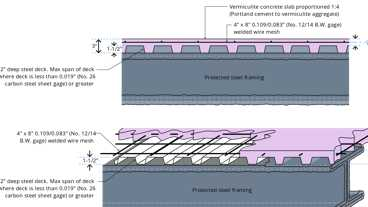 Vermiculite concrete slab proportioned 1:4
(Portland cement to vermiculite aggregate)
4" x 8" 0.109/0.083" (No. 12/14 B.W. gage)
welded wire mesh
3"
1-1/2"
2" deep steel deck. Max span of deck
where deck is less than 0.019" (No. 26
carbon steel sheet gage) or greater
Protected steel framing
4" x 8" 0.109/0.083" (No. 12/14
B.W. gage) welded wire mesh
1-1/2"
2" deep steel deck. Max span of deck
where deck is less than 0.019" (No. 26
carbon steel sheet gage) or greater
Protected steel framing